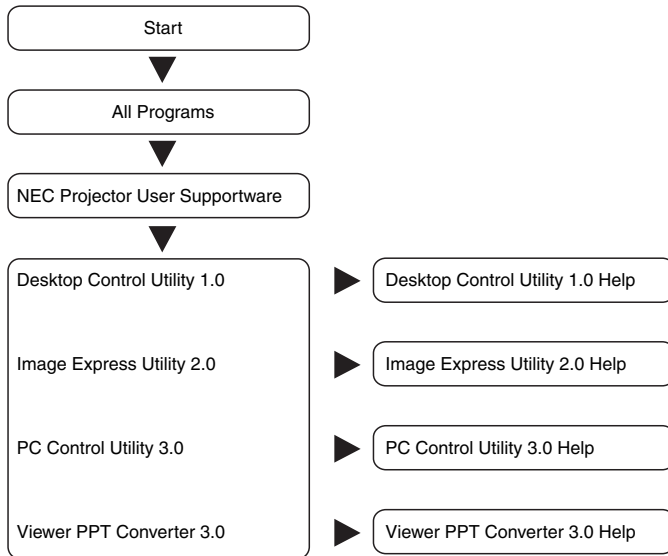 Start
All Programs
NEC Projector User Supportware
Desktop Control Utility 1.0
Desktop Control Utility 1.0 Help
Image Express Utility 2.0
Image Express Utility 2.0 Help
PC Control Utility 3.0
PC Control Utility 3.0 Help
Viewer PPT Converter 3.0
Viewer PPT Converter 3.0 Help